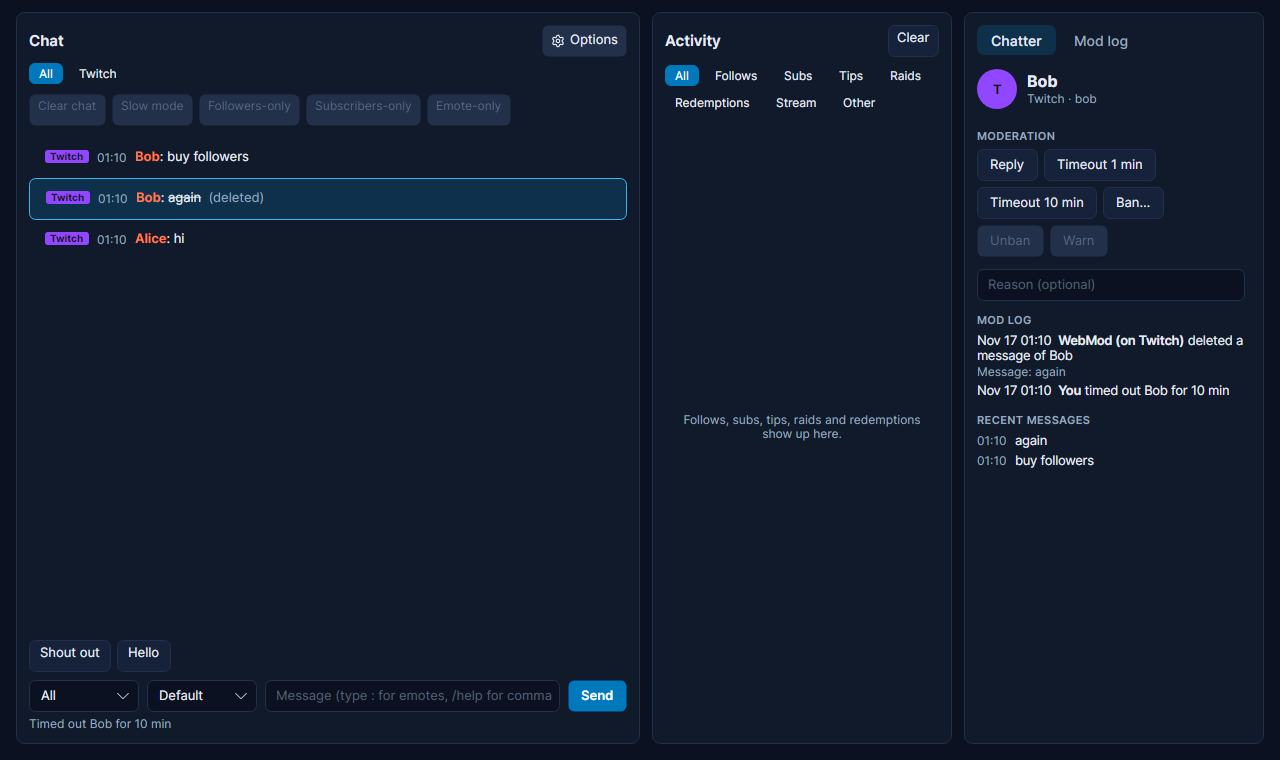 Chat
Options
All Twitch
Clear chat Slow mode Followers-only Subscribers-only Emote-only
Twitch 01:10 Bob: buy followers
Twitch 01:10 Bob: again (deleted)
Twitch 01:10 Alice: hi
Shout out Hello
All Default Message (type : for emotes, /help for comma Send
Timed out Bob for 10 min
Activity
Clear
All Follows Subs Tips Raids
Redemptions Stream Other
Follows, subs, tips, raids and redemptions
show up here.
Chatter Mod log
T
Bob
Twitch · bob
MODERATION
Reply Timeout 1 min
Timeout 10 min Ban...
Unban Warn
Reason (optional)
MOD LOG
Nov 17 01:10 WebMod (on Twitch) deleted a
message of Bob
Message: again
Nov 17 01:10 You timed out Bob for 10 min
RECENT MESSAGES
01:10 again
01:10 buy followers